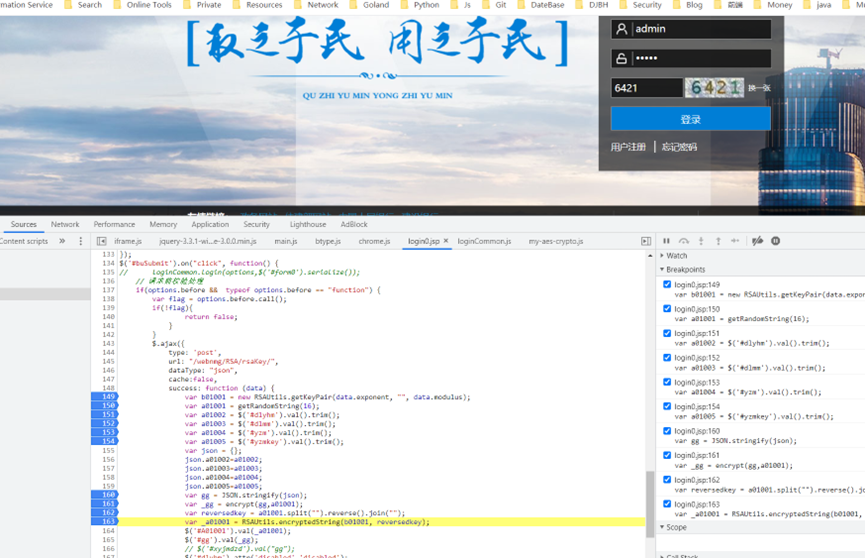 mation Service Search Online Tools Private Resources Network Goland Python Js Git DateBase DJBH Security Blog 前端 Money java
取之于民 用之于民
QU ZHI YU MIN YONG ZHI YU MIN
admin
•••••
6421 6421 换一张
登录
用户注册 忘记密码
Sources Network Performance Memory Application Security Lighthouse AdBlock
Content scripts » iframe.js jquery-3.3.1-wi...e-3.0.0.min.js main.js btype.js chrome.js login0.jsp × loginCommon.js my-aes-crypto.js
133 });
134 $('#buSubmit').on("click", function() {
135 // LoginCommon.Login(options,$('#form0').serialize());
136 // 请求前校验处理
137 if(options.before && typeof options.before == "function") {
138 var flag = options.before.call();
139 if(!flag){
140 return false;
141 }
142 }
143 $.ajax({
144 type: 'post',
145 url: "/webnmg/RSA/rsaKey/",
146 dataType: "json",
147 cache:false,
148 success: function (data) {
149 var b01001 = new RSAUtils.getKeyPair(data.exponent, "", data.modulus);
150 var a01001 = getRandomString(16);
151 var a01002 = $('#dlyhm').val().trim();
152 var a01003 = $('#dlmm').val().trim();
153 var a01004 = $('#yzm').val().trim();
154 var a01005 = $('#yzmkey').val().trim();
155 var json = {};
156 json.a01002=a01002;
157 json.a01003=a01003;
158 json.a01004=a01004;
159 json.a01005=a01005;
160 var gg = JSON.stringify(json);
161 var _gg = encrypt(gg,a01001);
162 var reversedkey = a01001.split("").reverse().join("");
163 var _a01001 = RSAUtils.encryptedString(b01001, reversedkey);
164 $('#A01001').val(_a01001);
165 $('#gg').val(_gg);
166 // $('#xyjmdzd').val("gg");
167 $('#dlyhm').attr('disabled','disabled');
Watch
Breakpoints
login0.jsp:149
var b01001 = new RSAUtils.getKeyPair(data.expon
login0.jsp:150
var a01001 = getRandomString(16);
login0.jsp:151
var a01002 = $('#dlyhm').val().trim();
login0.jsp:152
var a01003 = $('#dlmm').val().trim();
login0.jsp:153
var a01004 = $('#yzm').val().trim();
login0.jsp:154
var a01005 = $('#yzmkey').val().trim();
login0.jsp:160
var gg = JSON.stringify(json);
login0.jsp:161
var _gg = encrypt(gg,a01001);
login0.jsp:162
var reversedkey = a01001.split("").reverse().jo
login0.jsp:163
var _a01001 = RSAUtils.encryptedString(b01001,
Scope
Call Stack